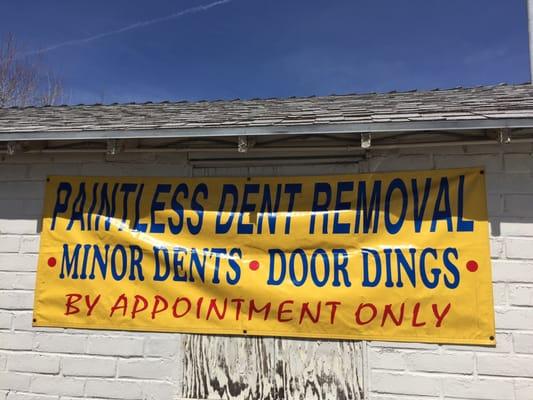 PAINTLESS DENT REMOVAL
• MINOR DENTS • DOOR DINGS •
BY APPOINTMENT ONLY